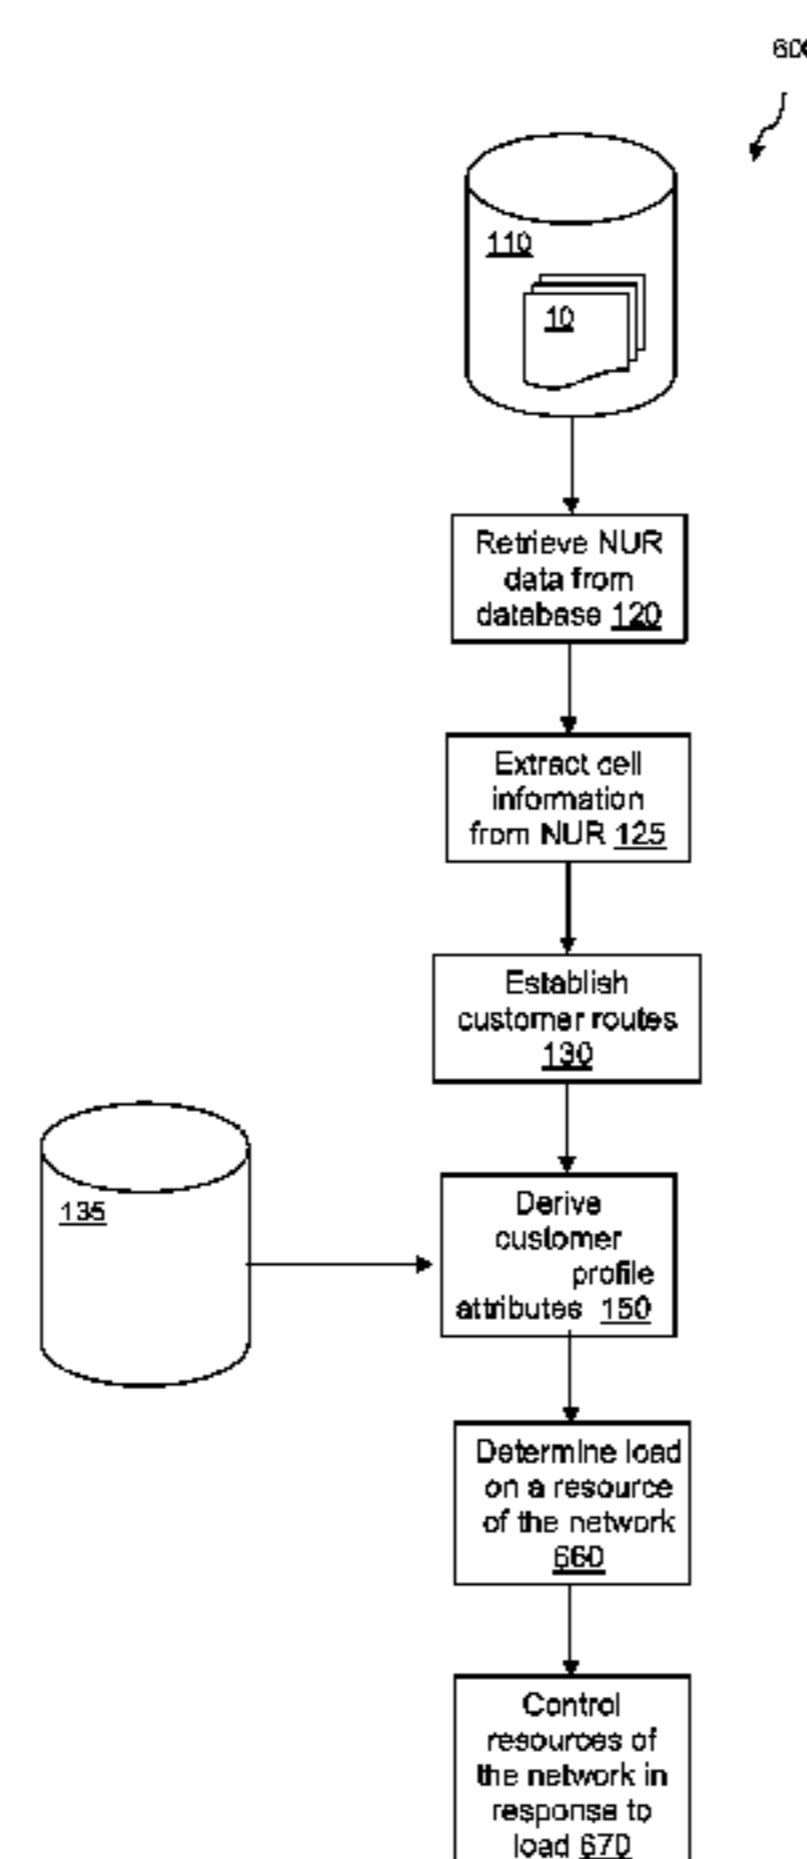 110
10
Retrieve NUR
data from
database 120
Extract cell
information
from NUR 125
Establish
customer routes
130
135
Derive
customer
profile
attributes 150
Determine load
on a resource
of the network
660
Control
resources of
the network in
response to
load 670